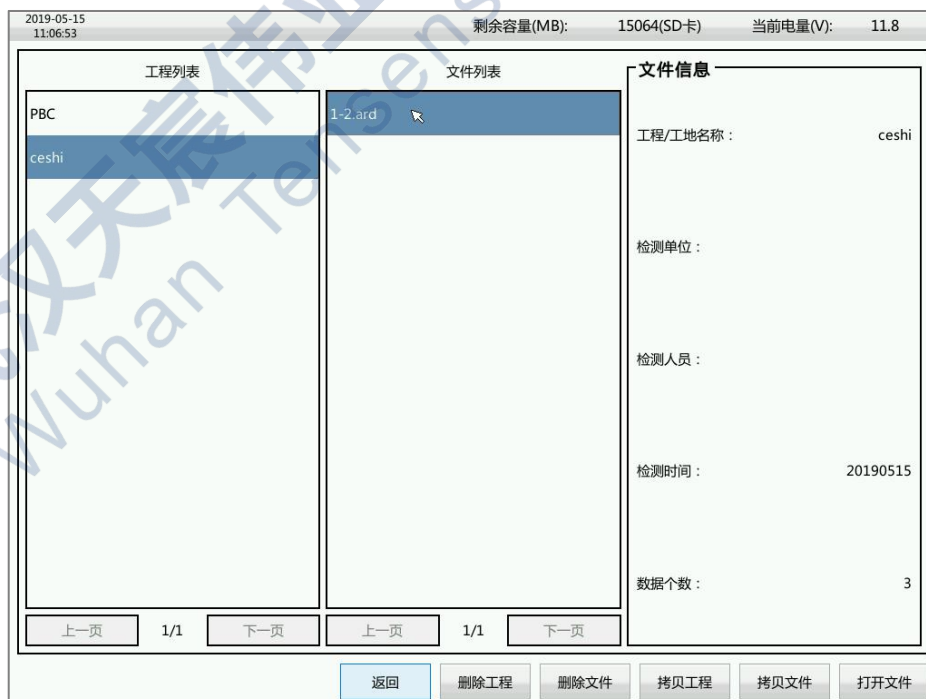 2019-05-15
11:06:53
剩余容量(MB): 15064(SD卡) 当前电量(V): 11.8
工程列表
PBC
ceshi
上一页 1/1 下一页
文件列表
1-2.ard
上一页 1/1 下一页
文件信息
工程/工地名称： ceshi
检测单位：
检测人员：
检测时间： 20190515
数据个数： 3
返回 删除工程 删除文件 拷贝工程 拷贝文件 打开文件
汉天宸伟业
Wuhan Tensens